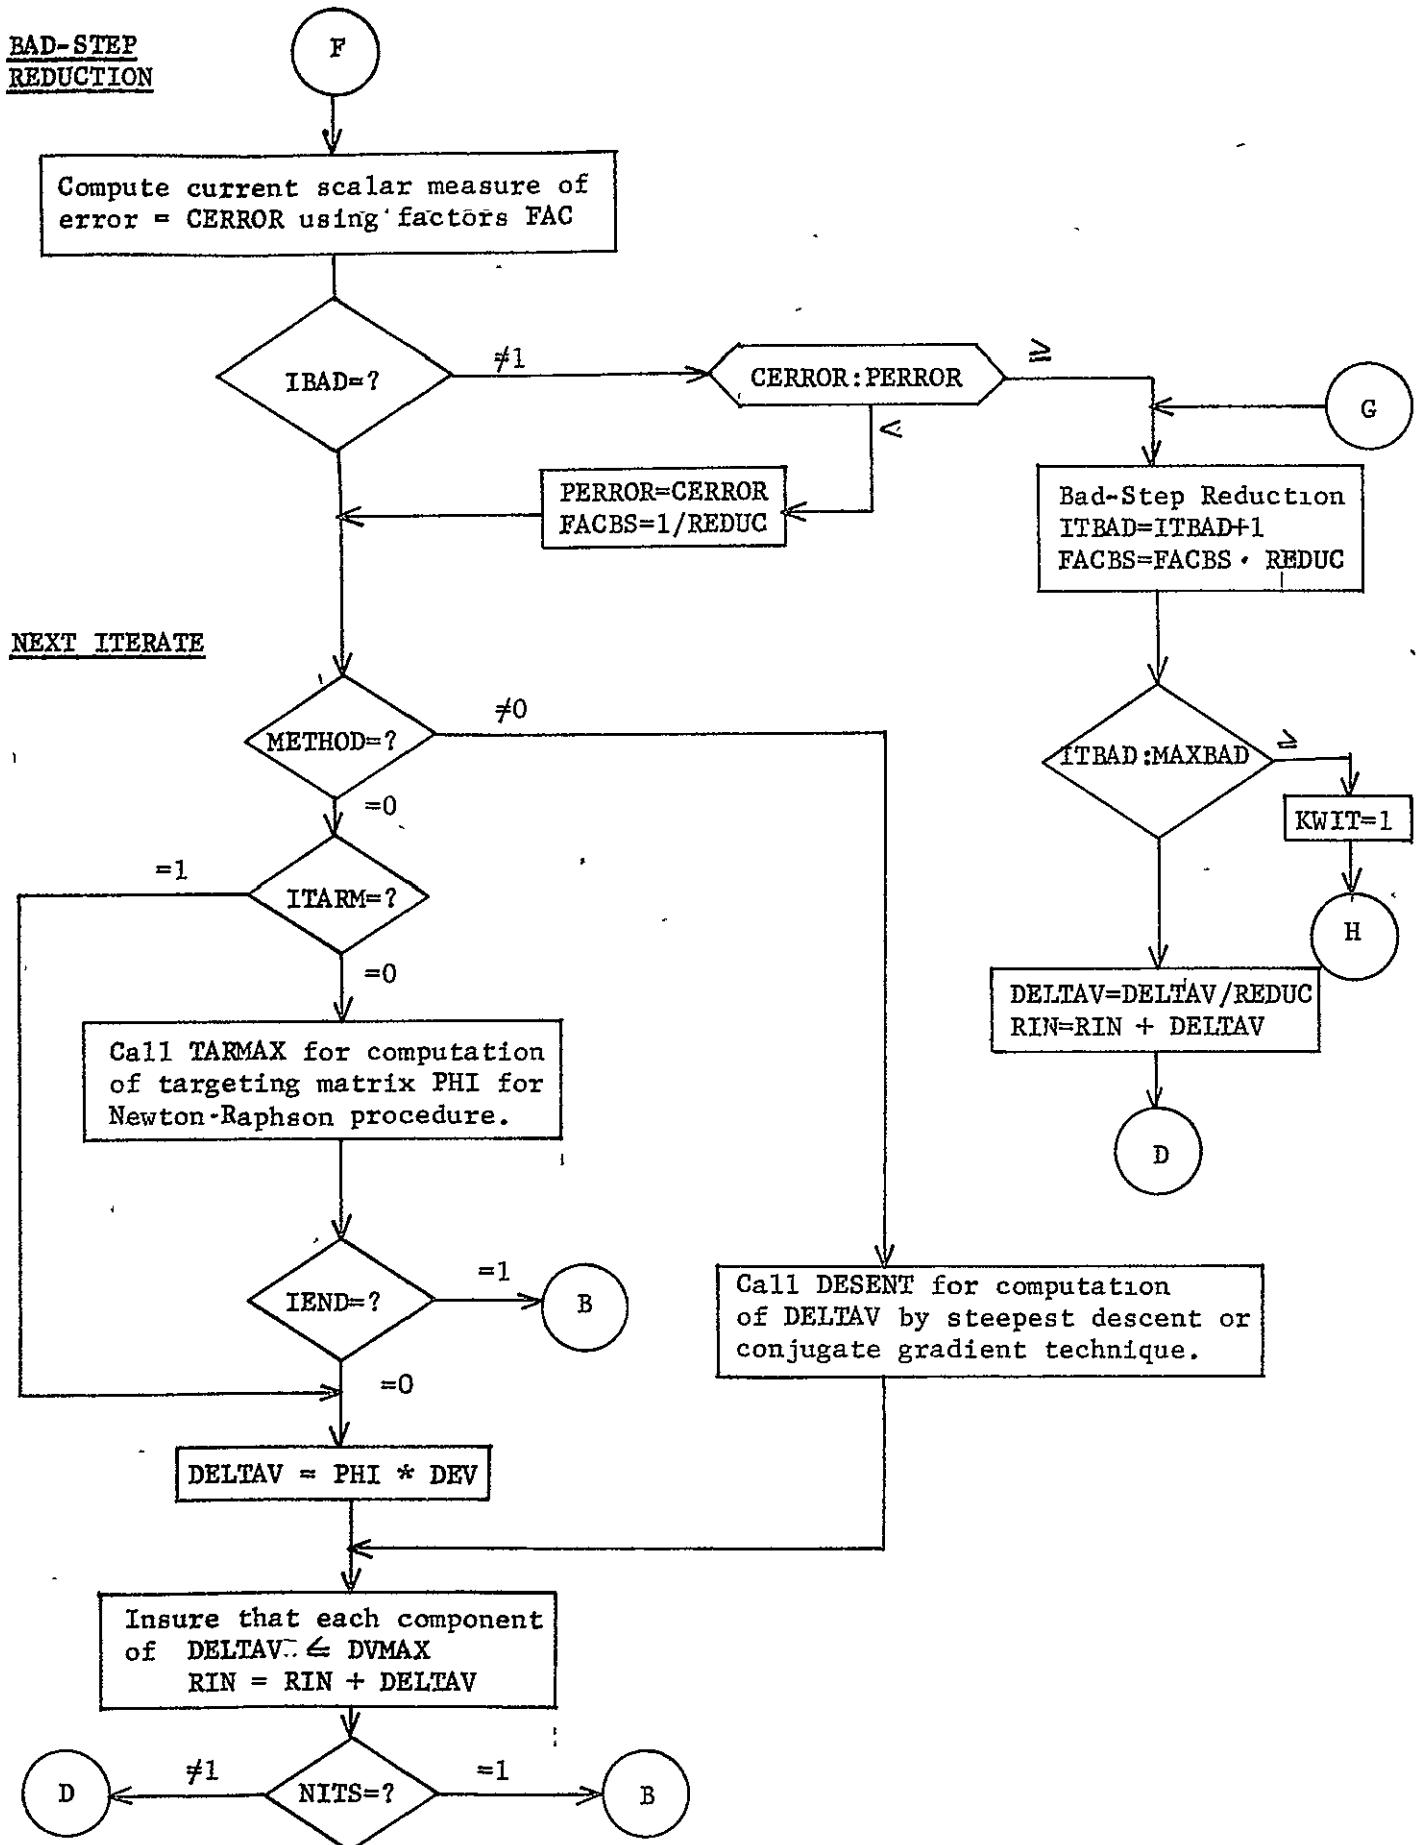 BAD-STEP
REDUCTION
F
Compute current scalar measure of
error = CERROR using factors FAC
IBAD=?
≠1
CERROR:PERROR
≥
<
G
PERROR=CERROR
FACBS=1/REDUC
Bad-Step Reduction
ITBAD=ITBAD+1
FACBS=FACBS · REDUC
ITBAD:MAXBAD
≥
KWIT=1
H
DELTAV=DELTAV/REDUC
RIN=RIN + DELTAV
D
NEXT ITERATE
METHOD=?
≠0
=0
ITARM=?
=1
=0
Call TARMAX for computation
of targeting matrix PHI for
Newton-Raphson procedure.
IEND=?
=1
B
=0
Call DESENT for computation
of DELTAV by steepest descent or
conjugate gradient technique.
DELTAV = PHI * DEV
Insure that each component
of DELTAV ≤ DVMAX
RIN = RIN + DELTAV
D
≠1
NITS=?
=1
B